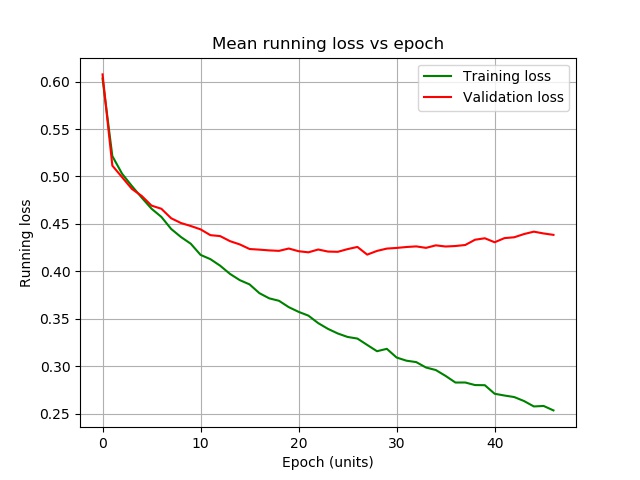 Mean running loss vs epoch
Training loss
Validation loss
Running loss
0.60
0.55
0.50
0.45
0.40
0.35
0.30
0.25
0 10 20 30 40
Epoch (units)